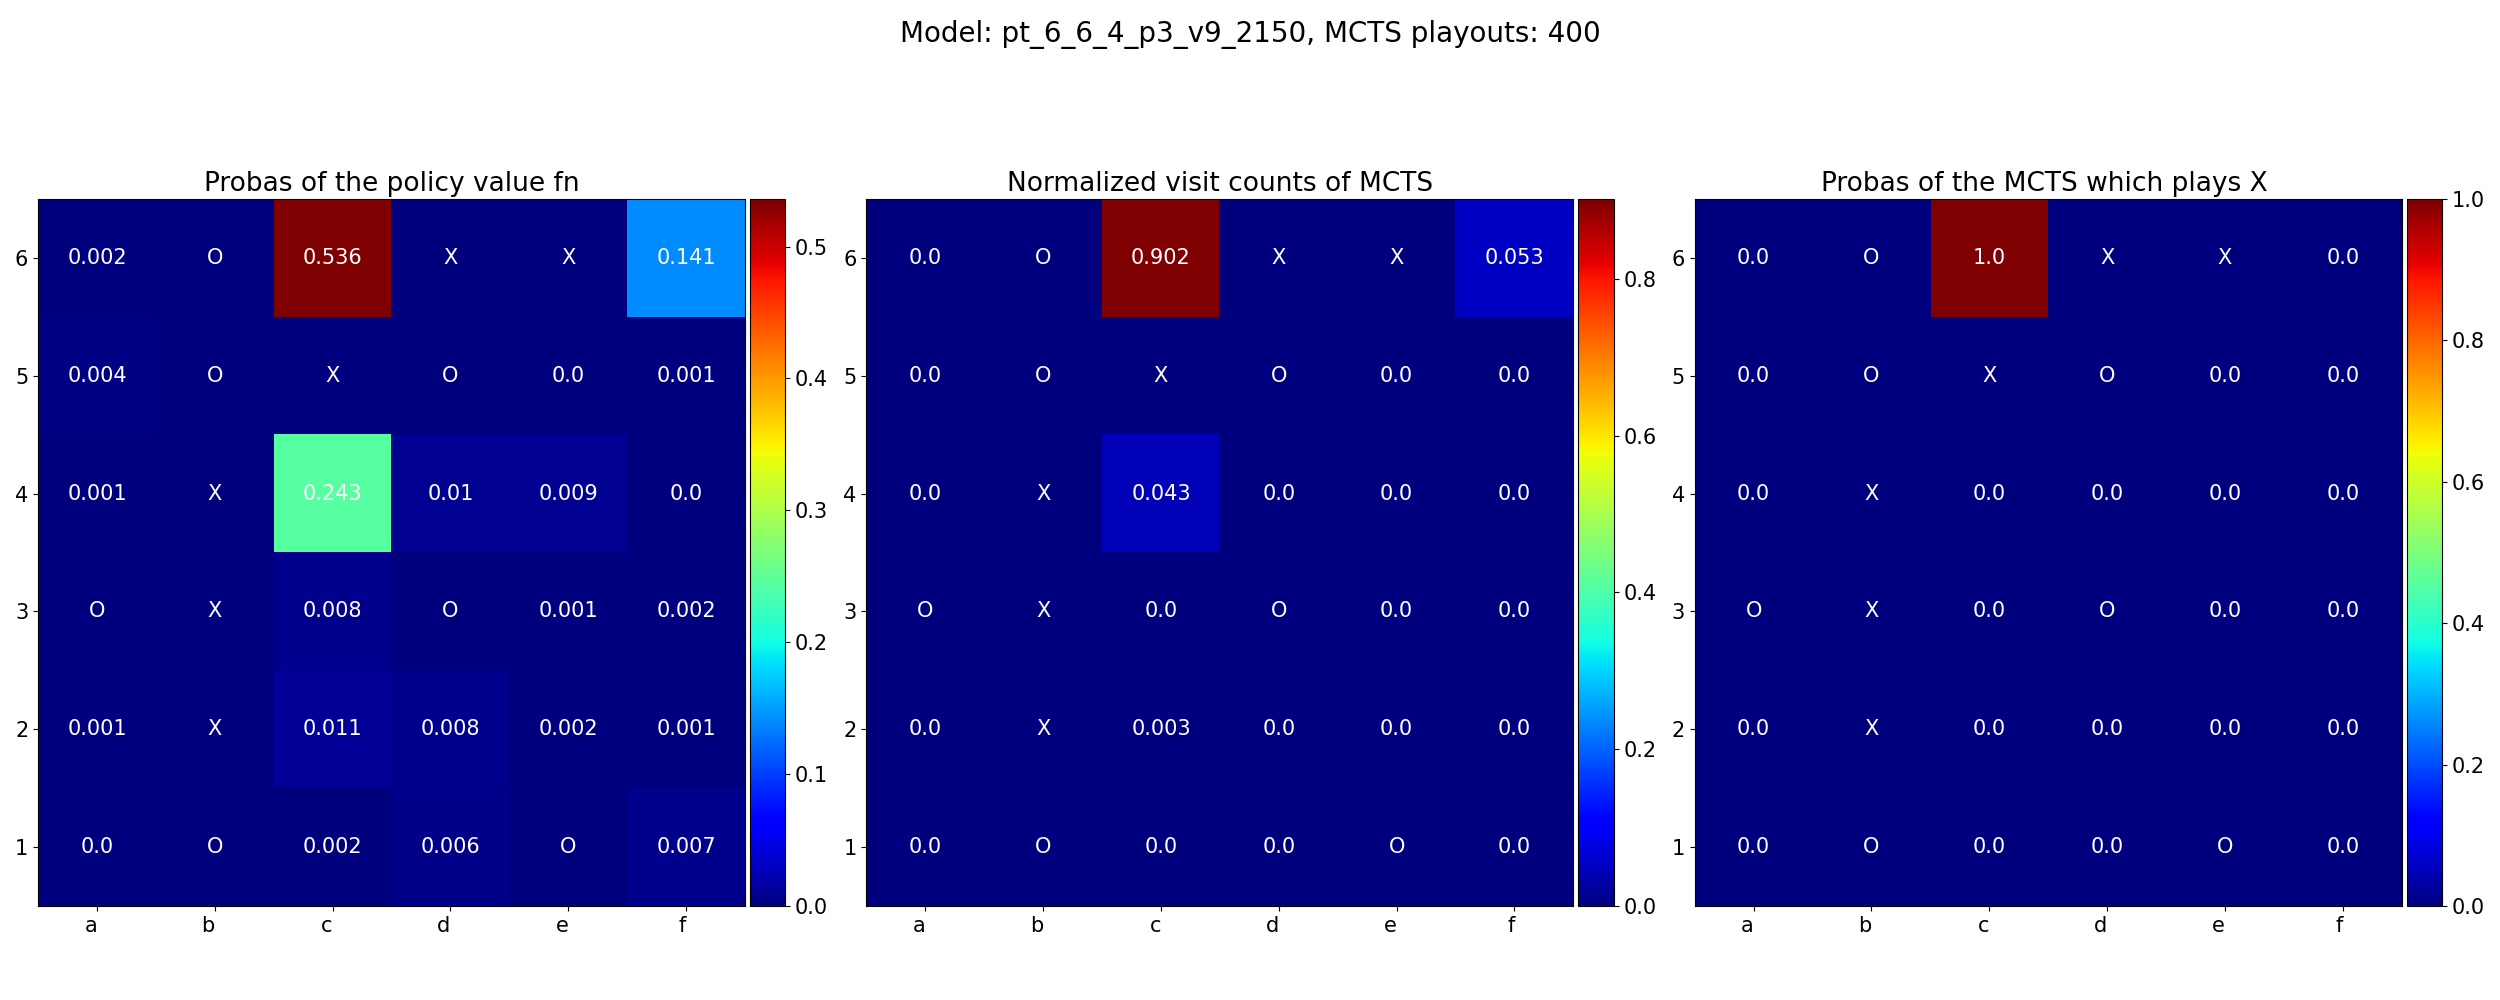 Model: pt_6_6_4_p3_v9_2150, MCTS playouts: 400
Probas of the policy value fn
6 0.002 O 0.536 X X 0.141
5 0.004 O X O 0.0 0.001
4 0.001 X 0.243 0.01 0.009 0.0
3 O X 0.008 O 0.001 0.002
2 0.001 X 0.011 0.008 0.002 0.001
1 0.0 O 0.002 0.006 O 0.007
a b c d e f
0.5
0.4
0.3
0.2
0.1
0.0
Normalized visit counts of MCTS
6 0.0 O 0.902 X X 0.053
5 0.0 O X O 0.0 0.0
4 0.0 X 0.043 0.0 0.0 0.0
3 O X 0.0 O 0.0 0.0
2 0.0 X 0.003 0.0 0.0 0.0
1 0.0 O 0.0 0.0 O 0.0
a b c d e f
0.8
0.6
0.4
0.2
0.0
Probas of the MCTS which plays X
6 0.0 O 1.0 X X 0.0
5 0.0 O X O 0.0 0.0
4 0.0 X 0.0 0.0 0.0 0.0
3 O X 0.0 O 0.0 0.0
2 0.0 X 0.0 0.0 0.0 0.0
1 0.0 O 0.0 0.0 O 0.0
a b c d e f
1.0
0.8
0.6
0.4
0.2
0.0